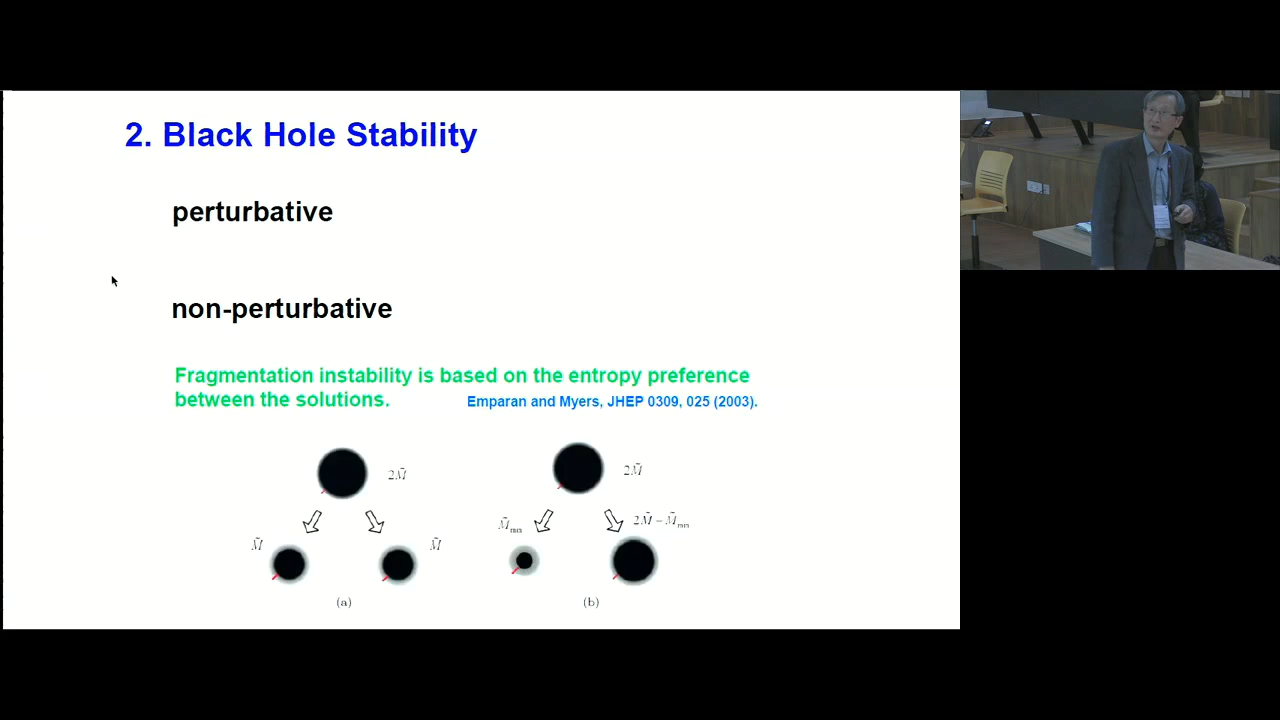 2. Black Hole Stability
perturbative
non-perturbative
Fragmentation instability is based on the entropy preference
between the solutions. Emparan and Myers, JHEP 0309, 025 (2003).
2M̃ 2M̃
M̃ M̃ M̃min 2M̃ − M̃min
(a) (b)